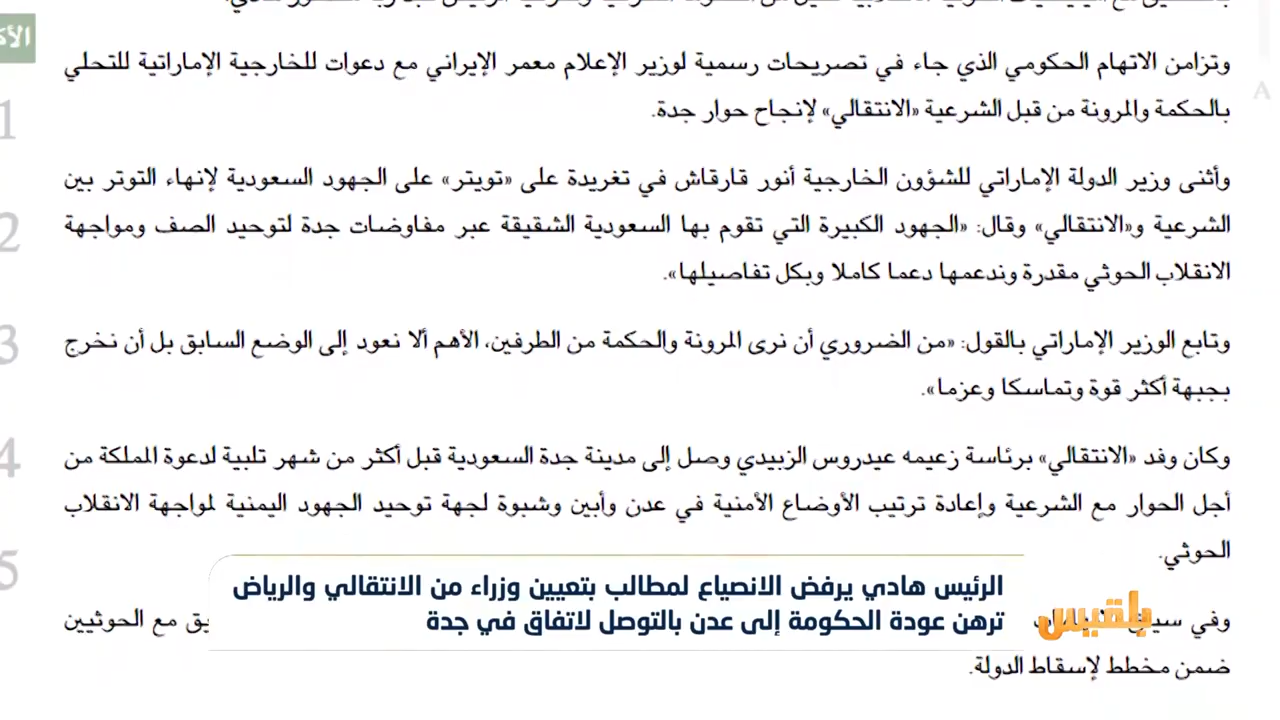 وتزامن الاتهام الحكومي الذي جاء في تصريحات رسمية لوزير الإعلام معمر الإيراني مع دعوات للخارجية الإماراتية للتحلي
بالحكمة والمرونة من قبل الشرعية «الانتقالي» لإنجاح حوار جدة.
وأثنى وزير الدولة الإماراتي للشؤون الخارجية أنور قارقاش في تغريدة على «تويتر» على الجهود السعودية لإنهاء التوتر بين
الشرعية و«الانتقالي» وقال: «الجهود الكبيرة التي تقوم بها السعودية الشقيقة عبر مفاوضات جدة لتوحيد الصف ومواجهة
الانقلاب الحوثي مقدرة وندعمها دعما كاملا وبكل تفاصيلها».
وتابع الوزير الإماراتي بالقول: «من الضروري أن نرى المرونة والحكمة من الطرفين، الأهم ألا نعود إلى الوضع السابق بل أن نخرج
بجبهة أكثر قوة وتماسكا وعزما».
وكان وفد «الانتقالي» برئاسة زعيمه عيدروس الزبيدي وصل إلى مدينة جدة السعودية قبل أكثر من شهر تلبية لدعوة المملكة من
أجل الحوار مع الشرعية وإعادة ترتيب الأوضاع الأمنية في عدن وأبين وشبوة لجهة توحيد الجهود اليمنية لمواجهة الانقلاب
الحوثي.
الرئيس هادي يرفض الانصياع لمطالب بتعيين وزراء من الانتقالي والرياض
ترهن عودة الحكومة إلى عدن بالتوصل لاتفاق في جدة
بلقيس
وفي مع الحوثيين
ضمن مخطط لإسقاط الدولة.
1
2
3
4
5
A